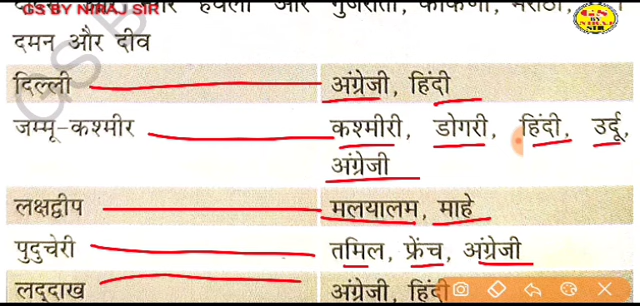 GS BY NIRAJ SIR
हवेली और गुजराती, कोंकणी, मराठी,
दमन और दीव
दिल्ली अंग्रेजी, हिंदी
जम्मू-कश्मीर कश्मीरी, डोगरी, हिंदी, उर्दू,
अंग्रेजी
लक्षद्वीप मलयालम, माहे
पुदुचेरी तमिल, फ्रेंच, अंग्रेजी
लद्दाख अंग्रेजी, हिंदी